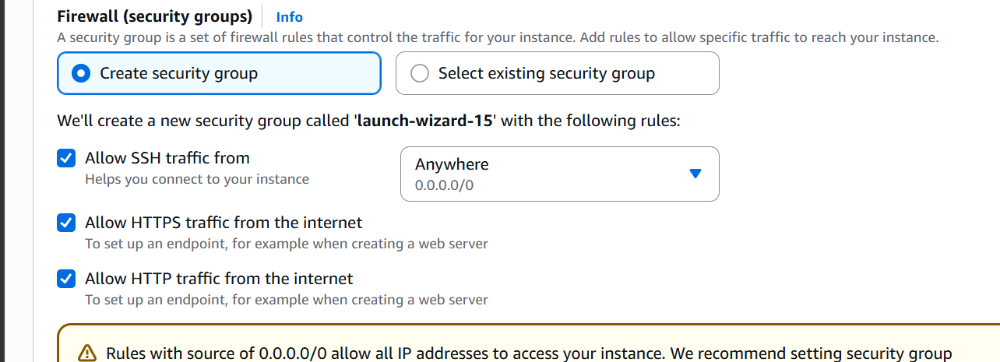 Firewall (security groups) Info
A security group is a set of firewall rules that control the traffic for your instance. Add rules to allow specific traffic to reach your instance.
Create security group
Select existing security group
We'll create a new security group called 'launch-wizard-15' with the following rules:
Allow SSH traffic from
Helps you connect to your instance
Anywhere
0.0.0.0/0
Allow HTTPS traffic from the internet
To set up an endpoint, for example when creating a web server
Allow HTTP traffic from the internet
To set up an endpoint, for example when creating a web server
Rules with source of 0.0.0.0/0 allow all IP addresses to access your instance. We recommend setting security group